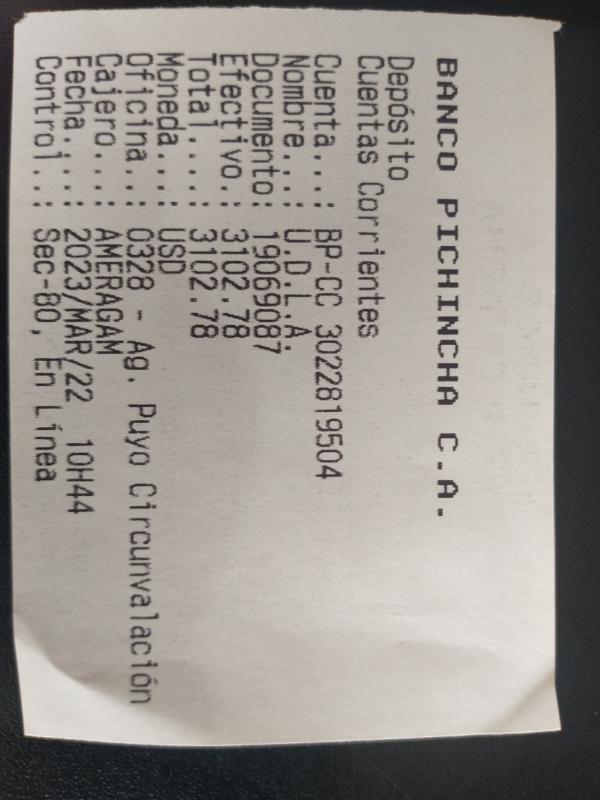 BANCO PICHINCHA C.A.
Depósito
Cuentas Corrientes
Cuenta...: BP-CC 3022819504
Nombre...: U.D.L.A.
Documento: 19069087
Efectivo.: 3102.78
Total....: 3102.78
Moneda...: USD
Oficina..: 0328 - Ag. Puyo Circunvalación
Cajero...: AMERAGAM
Fecha....: 2023/MAR/22 10H44
Control..: Sec-80, En Línea